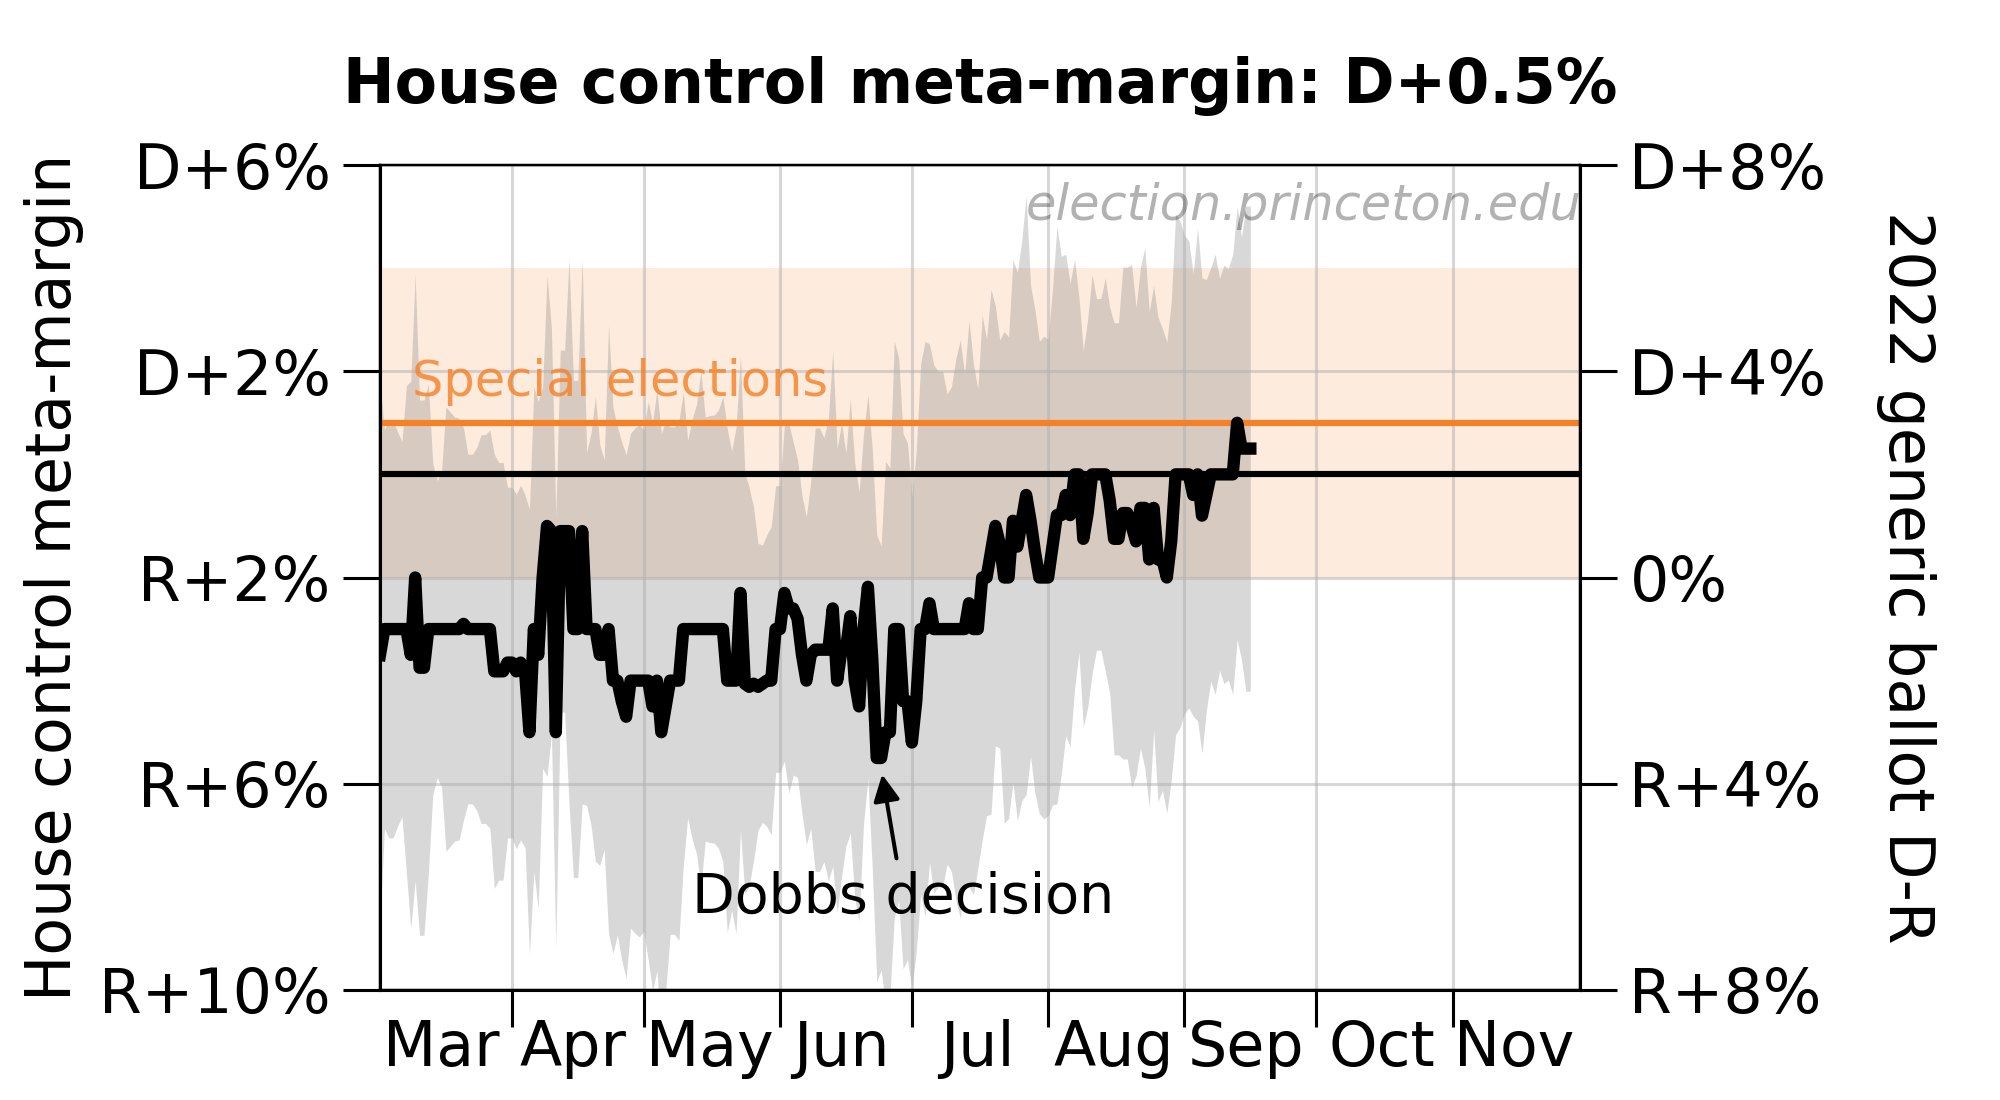 House control meta-margin: D+0.5%
House control meta-margin
D+6%
D+2%
R+2%
R+6%
R+10%
election.princeton.edu
Special elections
Dobbs decision
D+8%
D+4%
0%
R+4%
R+8%
2022 generic ballot D-R
Mar Apr May Jun Jul Aug Sep Oct Nov